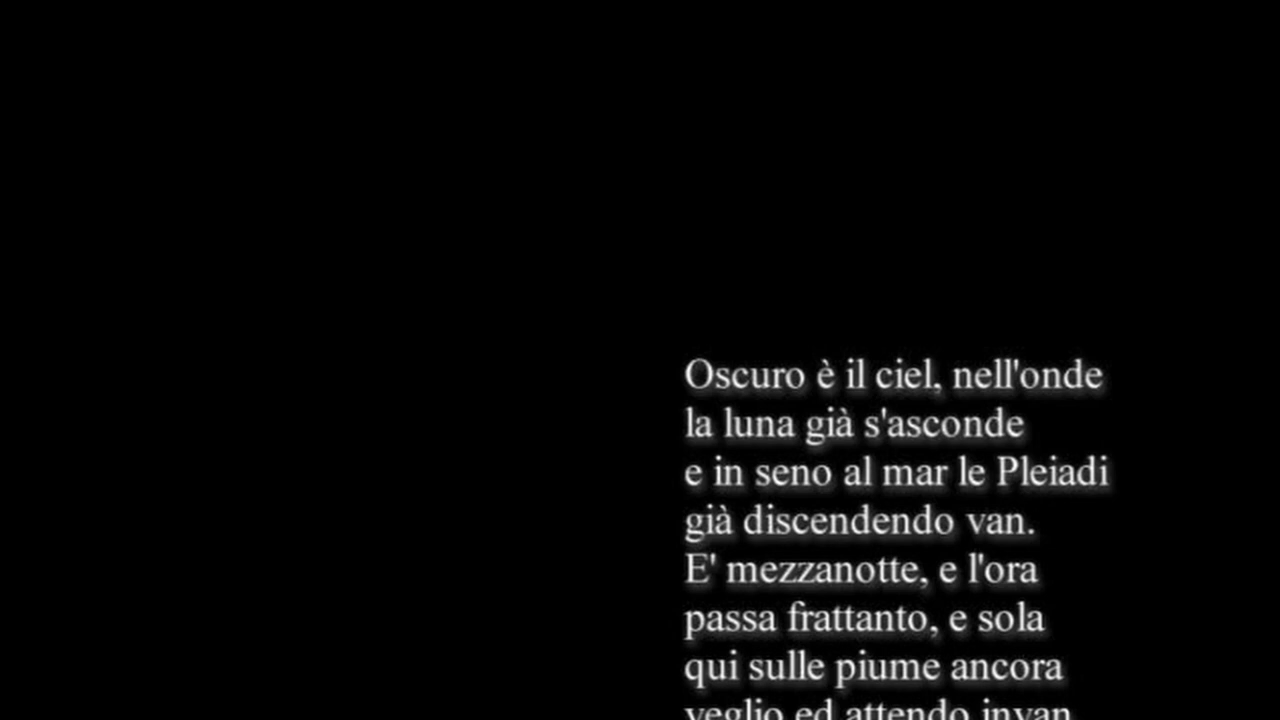 Oscuro è il ciel, nell'onde
la luna già s'asconde
e in seno al mar le Pleiadi
già discendendo van.
E' mezzanotte, e l'ora
passa frattanto, e sola
qui sulle piume ancora
veglio ed attendo invan